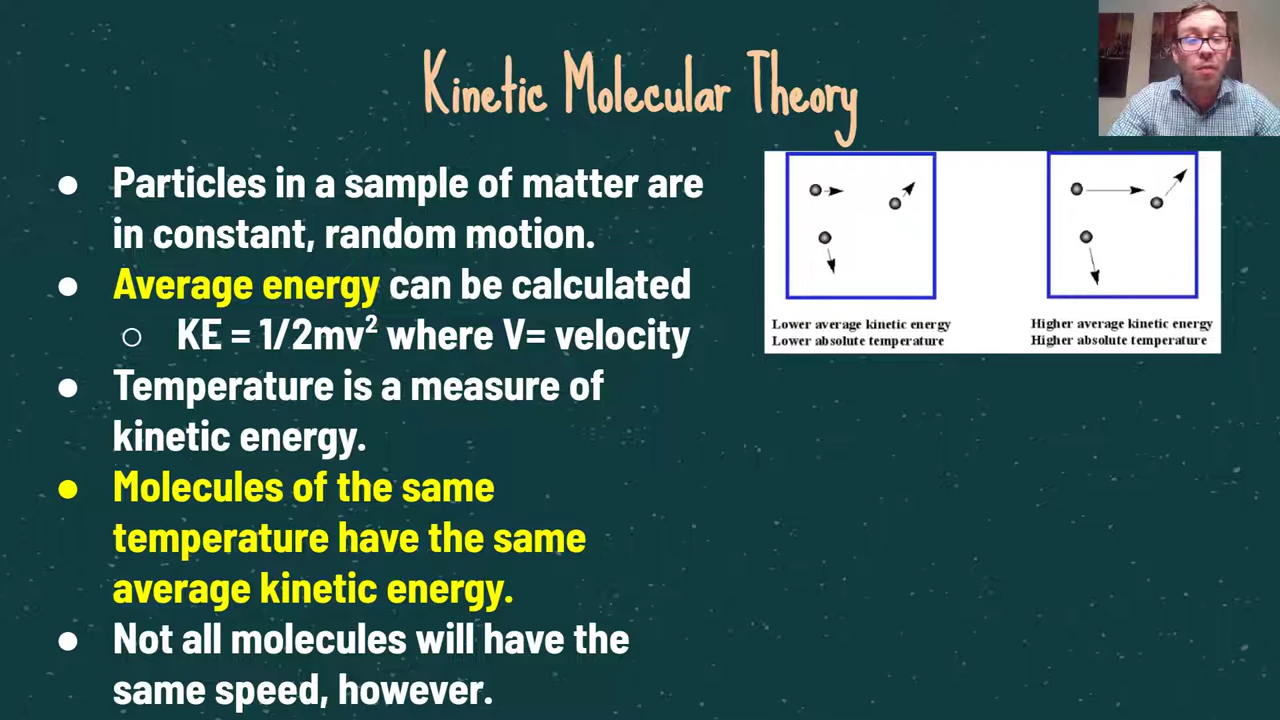 Kinetic Molecular Theory
● Particles in a sample of matter are
in constant, random motion.
● Average energy can be calculated
○ KE = 1/2mv² where V= velocity
● Temperature is a measure of
kinetic energy.
● Molecules of the same
temperature have the same
average kinetic energy.
● Not all molecules will have the
same speed, however.
Lower average kinetic energy
Lower absolute temperature
Higher average kinetic energy
Higher absolute temperature